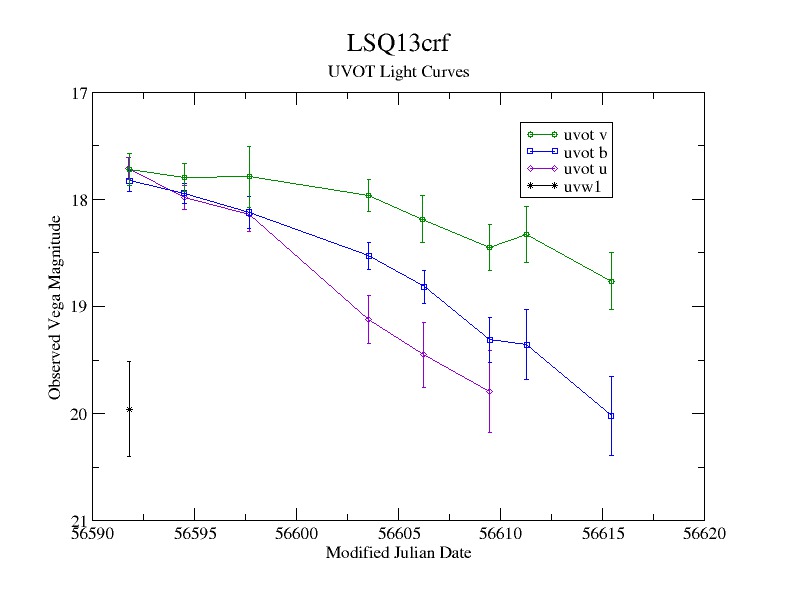 LSQ13crf
UVOT Light Curves
17
18
19
20
21
Observed Vega Magnitude
uvot v
uvot b
uvot u
uvw1
56590 56595 56600 56605 56610 56615 56620
Modified Julian Date